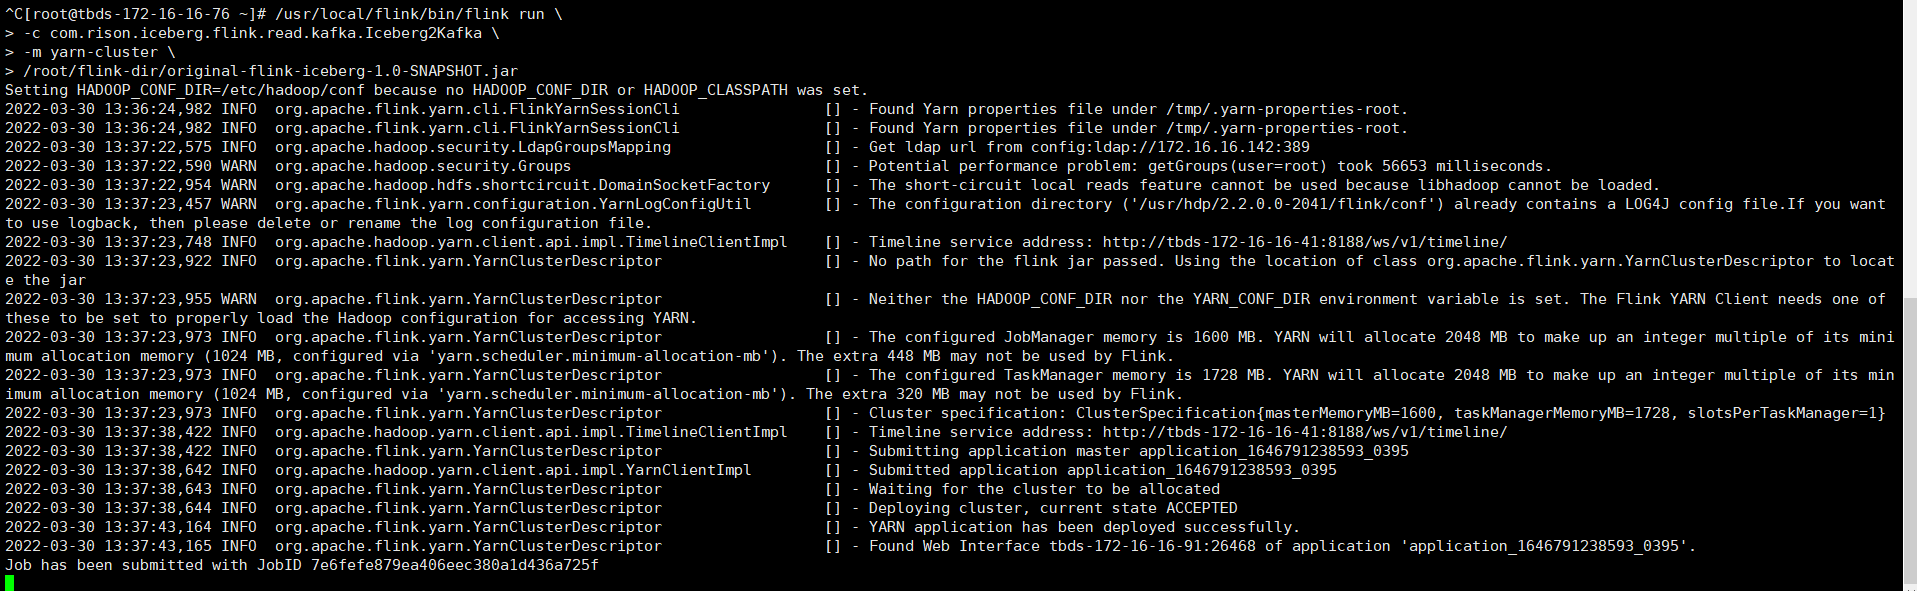 ^C[root@tbds-172-16-16-76 ~]# /usr/local/flink/bin/flink run \
> -c com.rison.iceberg.flink.read.kafka.Iceberg2Kafka \
> -m yarn-cluster \
> /root/flink-dir/original-flink-iceberg-1.0-SNAPSHOT.jar
Setting HADOOP_CONF_DIR=/etc/hadoop/conf because no HADOOP_CONF_DIR or HADOOP_CLASSPATH was set.
2022-03-30 13:36:24,982 INFO  org.apache.flink.yarn.cli.FlinkYarnSessionCli                [] - Found Yarn properties file under /tmp/.yarn-properties-root.
2022-03-30 13:36:24,982 INFO  org.apache.flink.yarn.cli.FlinkYarnSessionCli                [] - Found Yarn properties file under /tmp/.yarn-properties-root.
2022-03-30 13:37:22,575 INFO  org.apache.hadoop.security.LdapGroupsMapping                 [] - Get ldap url from config:ldap://172.16.16.142:389
2022-03-30 13:37:22,590 WARN  org.apache.hadoop.security.Groups                            [] - Potential performance problem: getGroups(user=root) took 56653 milliseconds.
2022-03-30 13:37:22,954 WARN  org.apache.hadoop.hdfs.shortcircuit.DomainSocketFactory      [] - The short-circuit local reads feature cannot be used because libhadoop cannot be loaded.
2022-03-30 13:37:23,457 WARN  org.apache.flink.yarn.configuration.YarnLogConfigUtil        [] - The configuration directory ('/usr/hdp/2.2.0.0-2041/flink/conf') already contains a LOG4J config file.If you want
to use logback, then please delete or rename the log configuration file.
2022-03-30 13:37:23,748 INFO  org.apache.hadoop.yarn.client.api.impl.TimelineClientImpl    [] - Timeline service address: http://tbds-172-16-16-41:8188/ws/v1/timeline/
2022-03-30 13:37:23,922 INFO  org.apache.flink.yarn.YarnClusterDescriptor                  [] - No path for the flink jar passed. Using the location of class org.apache.flink.yarn.YarnClusterDescriptor to locat
e the jar
2022-03-30 13:37:23,955 WARN  org.apache.flink.yarn.YarnClusterDescriptor                  [] - Neither the HADOOP_CONF_DIR nor the YARN_CONF_DIR environment variable is set. The Flink YARN Client needs one of
these to be set to properly load the Hadoop configuration for accessing YARN.
2022-03-30 13:37:23,973 INFO  org.apache.flink.yarn.YarnClusterDescriptor                  [] - The configured JobManager memory is 1600 MB. YARN will allocate 2048 MB to make up an integer multiple of its mini
mum allocation memory (1024 MB, configured via 'yarn.scheduler.minimum-allocation-mb'). The extra 448 MB may not be used by Flink.
2022-03-30 13:37:23,973 INFO  org.apache.flink.yarn.YarnClusterDescriptor                  [] - The configured TaskManager memory is 1728 MB. YARN will allocate 2048 MB to make up an integer multiple of its min
imum allocation memory (1024 MB, configured via 'yarn.scheduler.minimum-allocation-mb'). The extra 320 MB may not be used by Flink.
2022-03-30 13:37:23,973 INFO  org.apache.flink.yarn.YarnClusterDescriptor                  [] - Cluster specification: ClusterSpecification{masterMemoryMB=1600, taskManagerMemoryMB=1728, slotsPerTaskManager=1}
2022-03-30 13:37:38,422 INFO  org.apache.hadoop.yarn.client.api.impl.TimelineClientImpl    [] - Timeline service address: http://tbds-172-16-16-41:8188/ws/v1/timeline/
2022-03-30 13:37:38,422 INFO  org.apache.flink.yarn.YarnClusterDescriptor                  [] - Submitting application master application_1646791238593_0395
2022-03-30 13:37:38,642 INFO  org.apache.hadoop.yarn.client.api.impl.YarnClientImpl        [] - Submitted application application_1646791238593_0395
2022-03-30 13:37:38,643 INFO  org.apache.flink.yarn.YarnClusterDescriptor                  [] - Waiting for the cluster to be allocated
2022-03-30 13:37:38,644 INFO  org.apache.flink.yarn.YarnClusterDescriptor                  [] - Deploying cluster, current state ACCEPTED
2022-03-30 13:37:43,164 INFO  org.apache.flink.yarn.YarnClusterDescriptor                  [] - YARN application has been deployed successfully.
2022-03-30 13:37:43,165 INFO  org.apache.flink.yarn.YarnClusterDescriptor                  [] - Found Web Interface tbds-172-16-16-91:26468 of application 'application_1646791238593_0395'.
Job has been submitted with JobID 7e6fefe879ea406eec380a1d436a725f